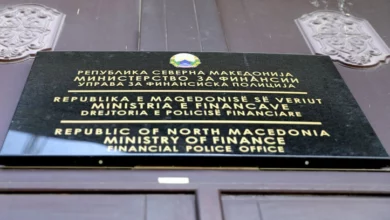 РЕПУБЛИКА СЕВЕРНА МАКЕДОНИЈА
МИНИСТЕРСТВО ЗА ФИНАНСИИ
УПРАВА ЗА ФИНАНСИСКА ПОЛИЦИЈА
REPUBLIKA E MAQEDONISË SË VERIUT
MINISTRIA E FINANCAVE
DREJTORIA E POLICISË FINANCIARE
REPUBLIC OF NORTH MACEDONIA
MINISTRY OF FINANCE
FINANCIAL POLICE OFFICE